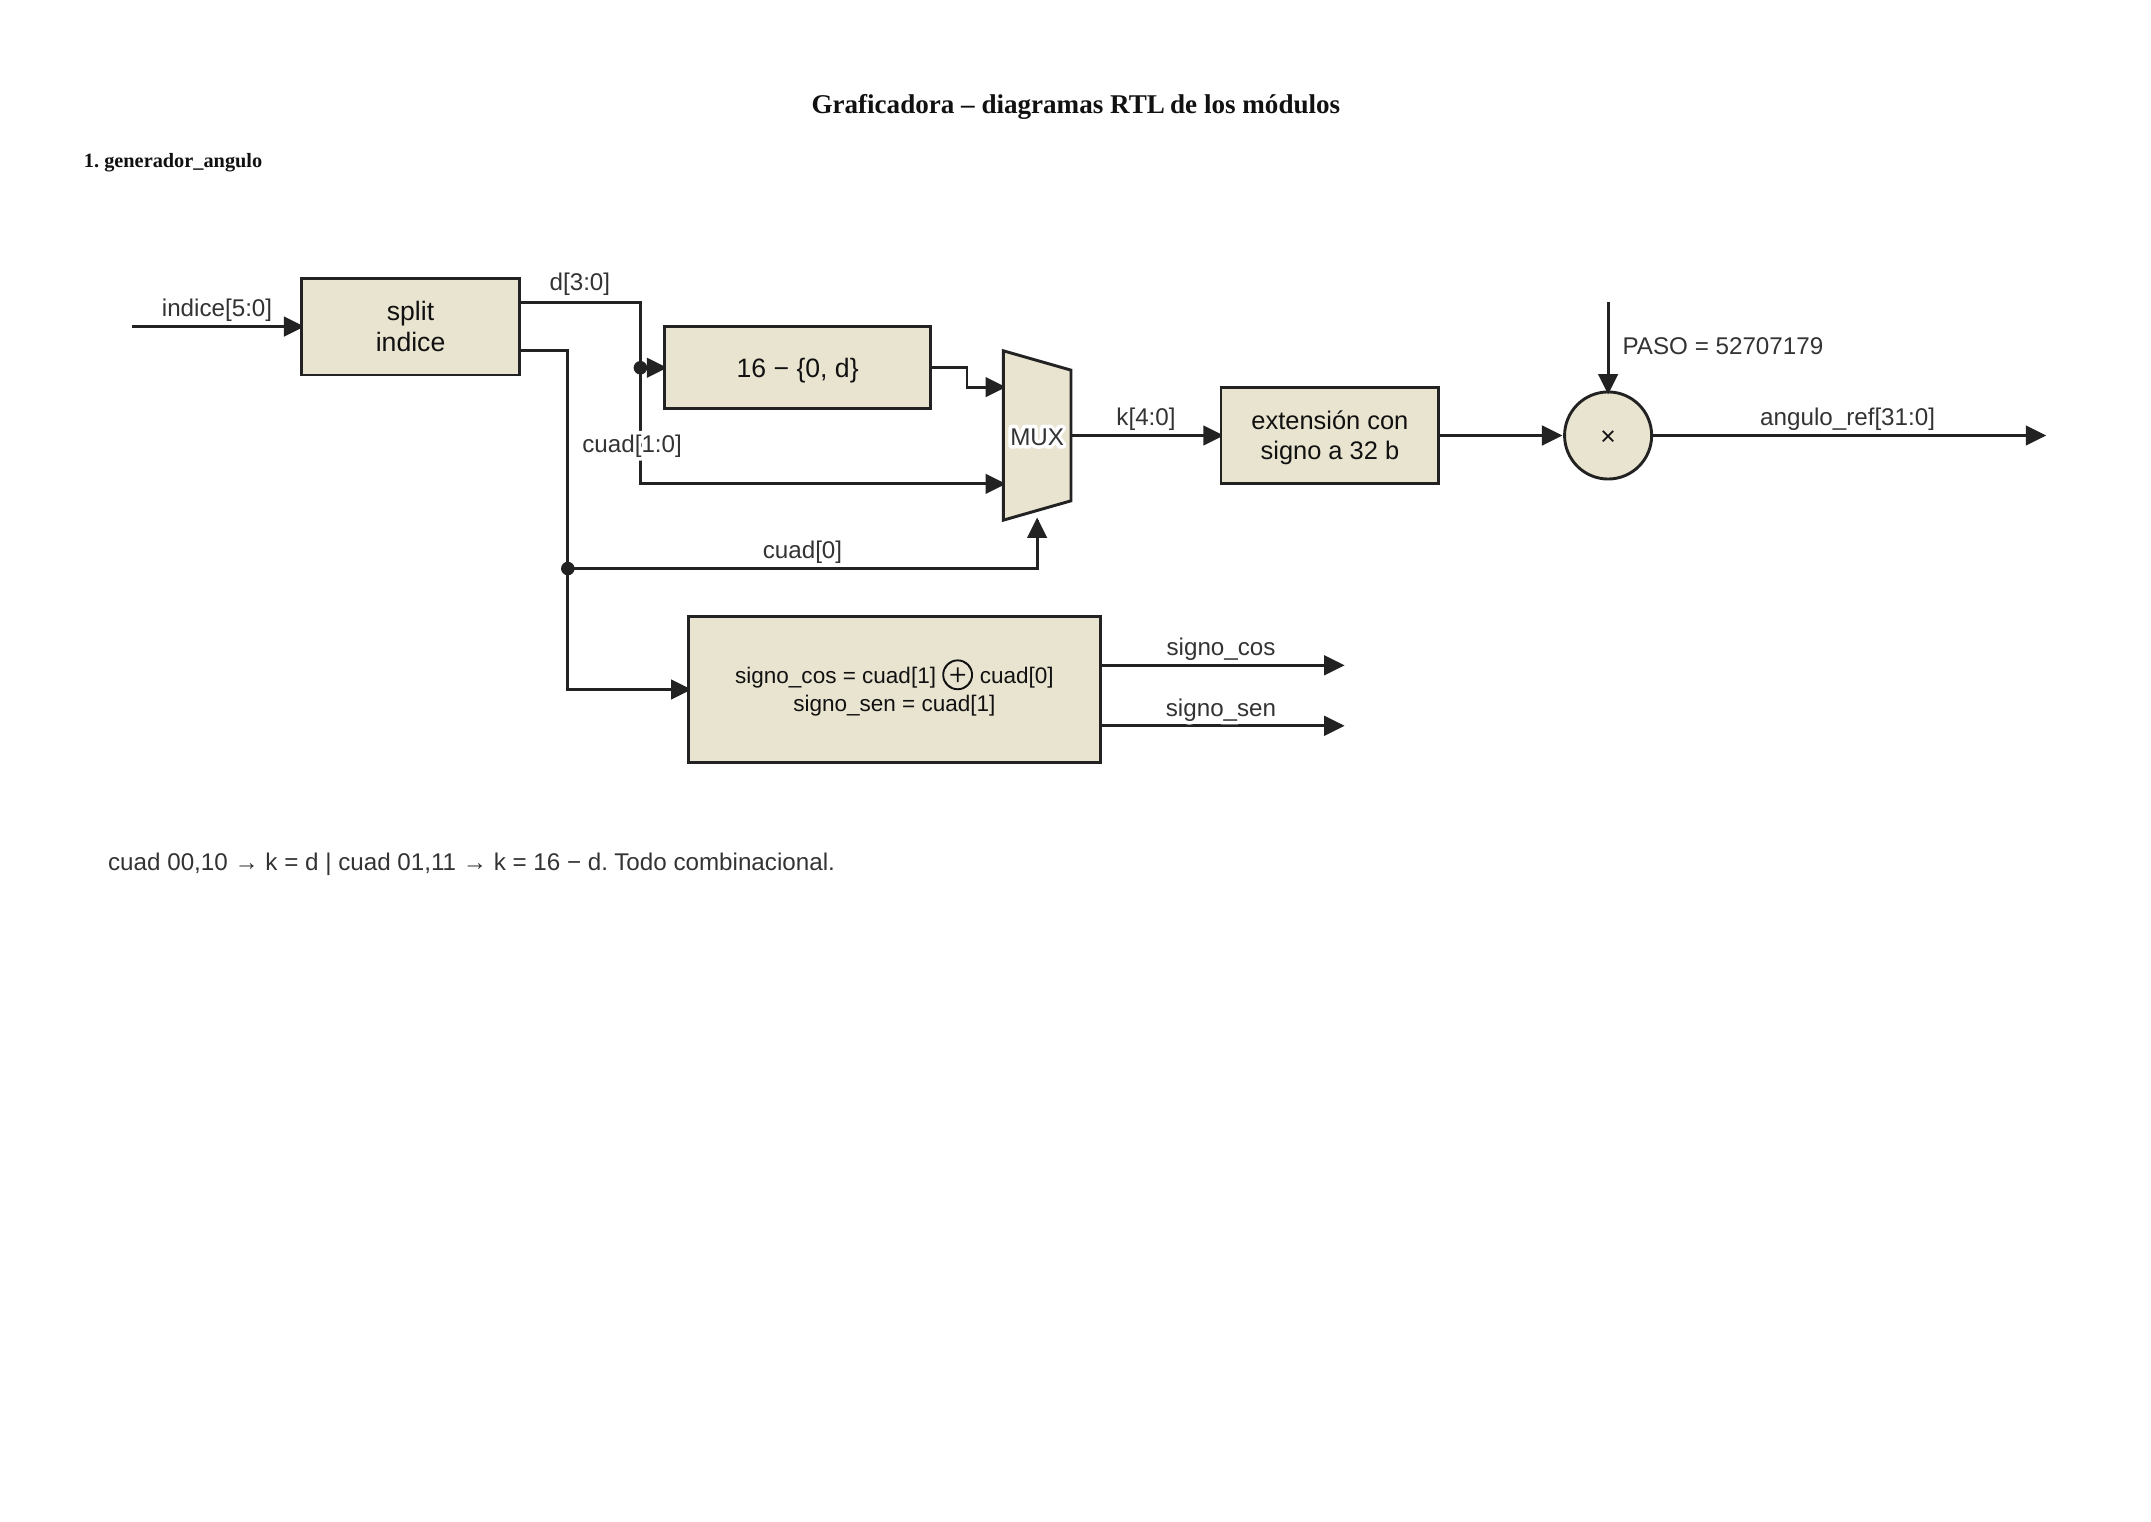 Graficadora – diagramas RTL de los módulos
1. generador_angulo
indice[5:0]
split
indice
d[3:0]
cuad[1:0]
16 − {0, d}
MUX
k[4:0]
extensión con
signo a 32 b
PASO = 52707179
×
angulo_ref[31:0]
cuad[0]
signo_cos = cuad[1] ⊕ cuad[0]
signo_sen = cuad[1]
signo_cos
signo_sen
cuad 00,10 → k = d | cuad 01,11 → k = 16 − d. Todo combinacional.